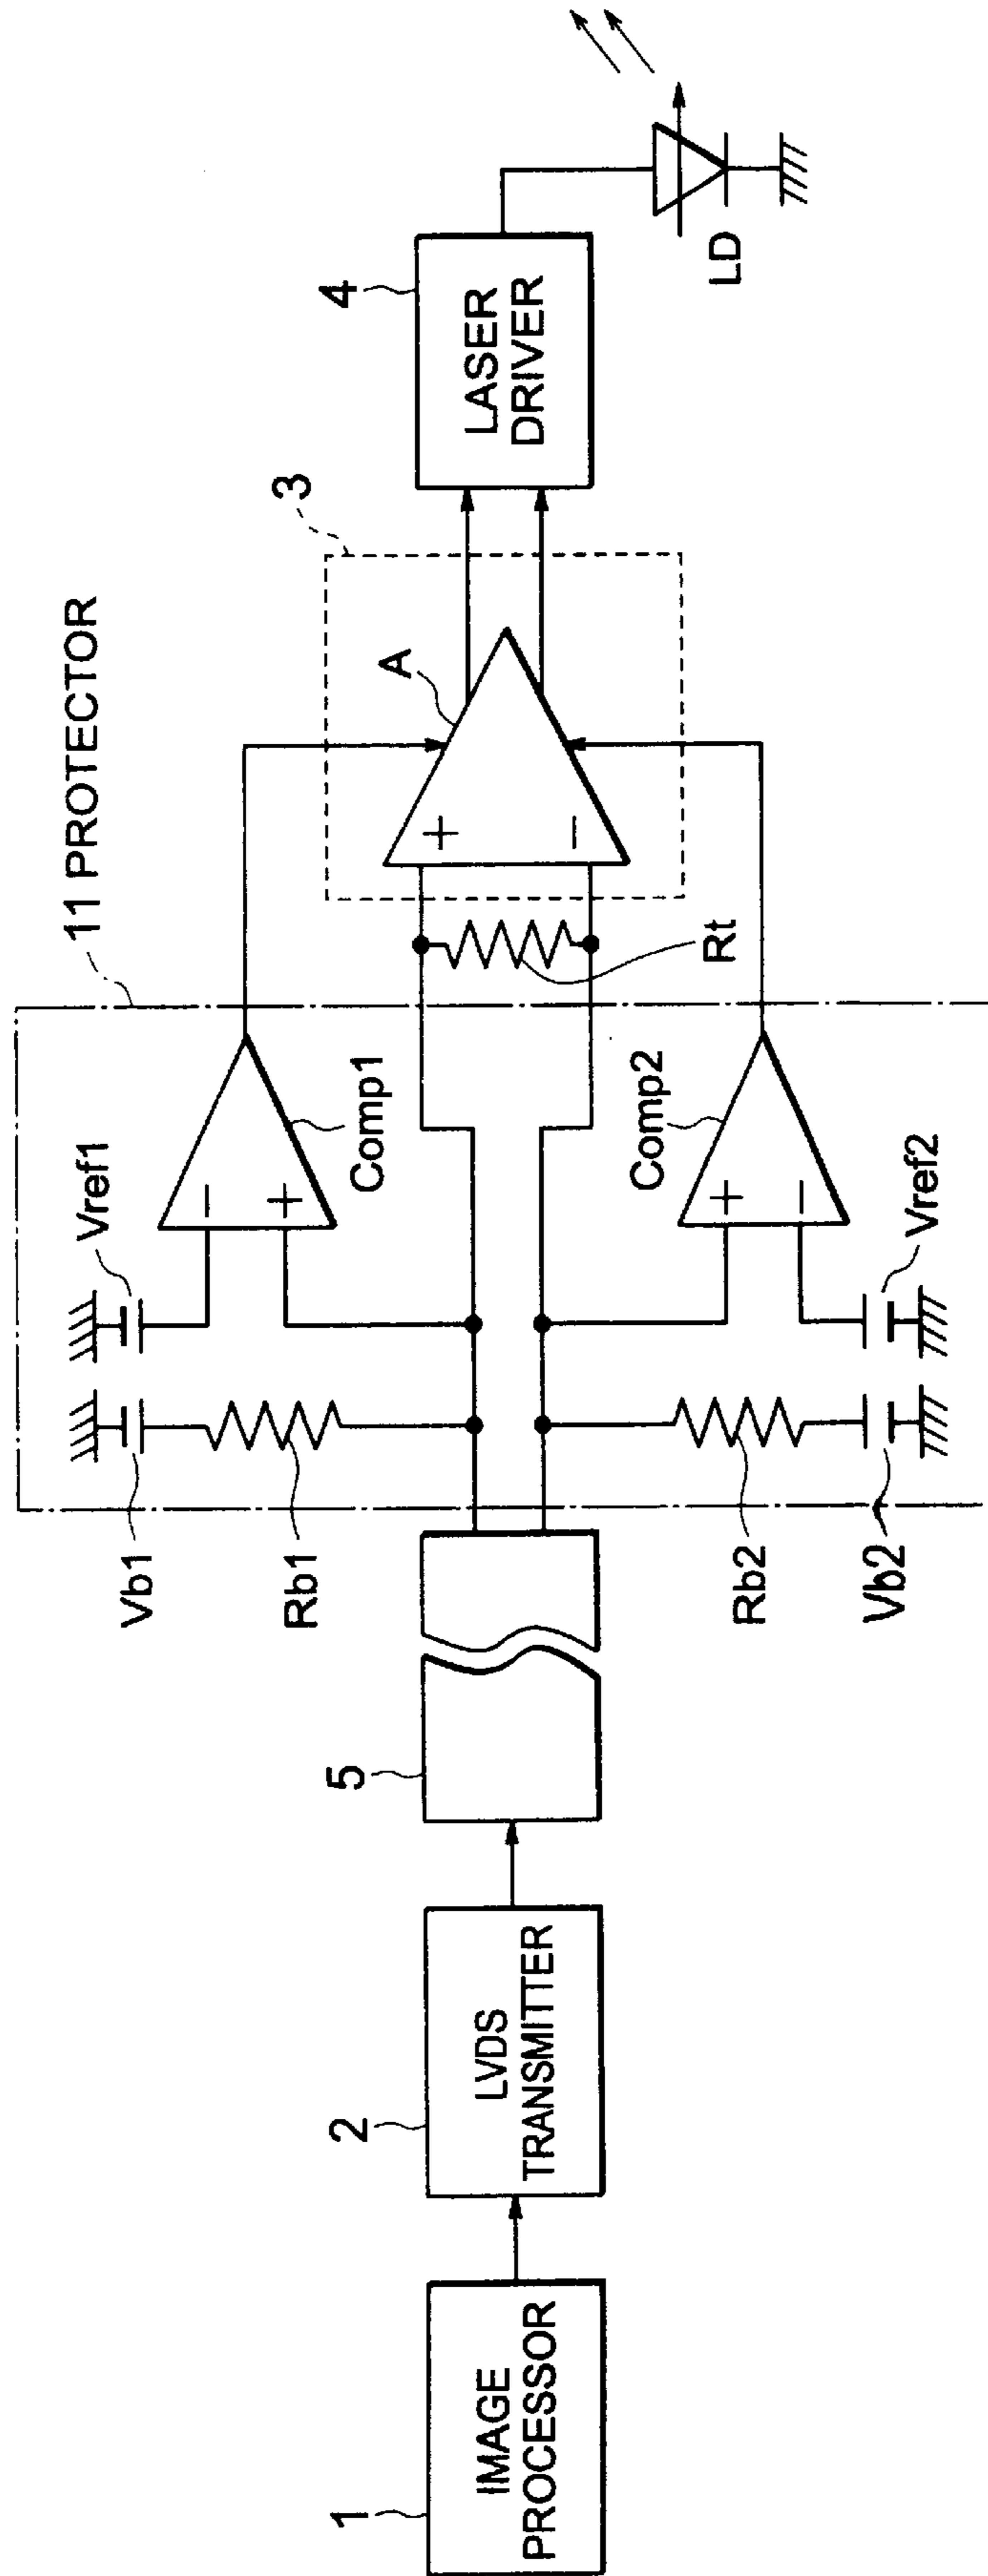 11 PROTECTOR
Vb1
Rb1
Vref1
Comp1
3
A
4
LASER
DRIVER
LD
1
IMAGE
PROCESSOR
2
LVDS
TRANSMITTER
5
Rt
Comp2
Rb2
Vb2
Vref2
−
+
+
−
+
−